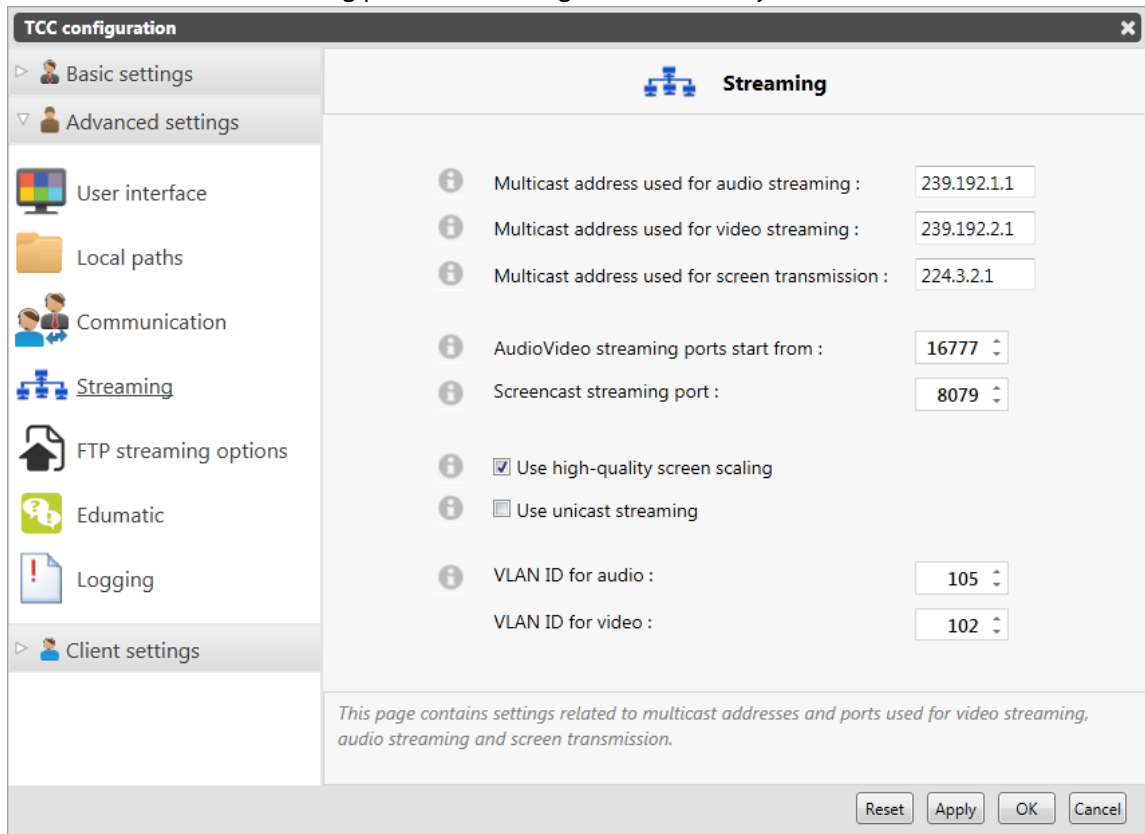 TCC configuration
Basic settings
Advanced settings
User interface
Local paths
Communication
Streaming
FTP streaming options
Edumatic
Logging
Client settings
Streaming
Multicast address used for audio streaming : 239.192.1.1
Multicast address used for video streaming : 239.192.2.1
Multicast address used for screen transmission : 224.3.2.1
AudioVideo streaming ports start from : 16777
Screencast streaming port : 8079
Use high-quality screen scaling
Use unicast streaming
VLAN ID for audio : 105
VLAN ID for video : 102
This page contains settings related to multicast addresses and ports used for video streaming,
audio streaming and screen transmission.
Reset Apply OK Cancel